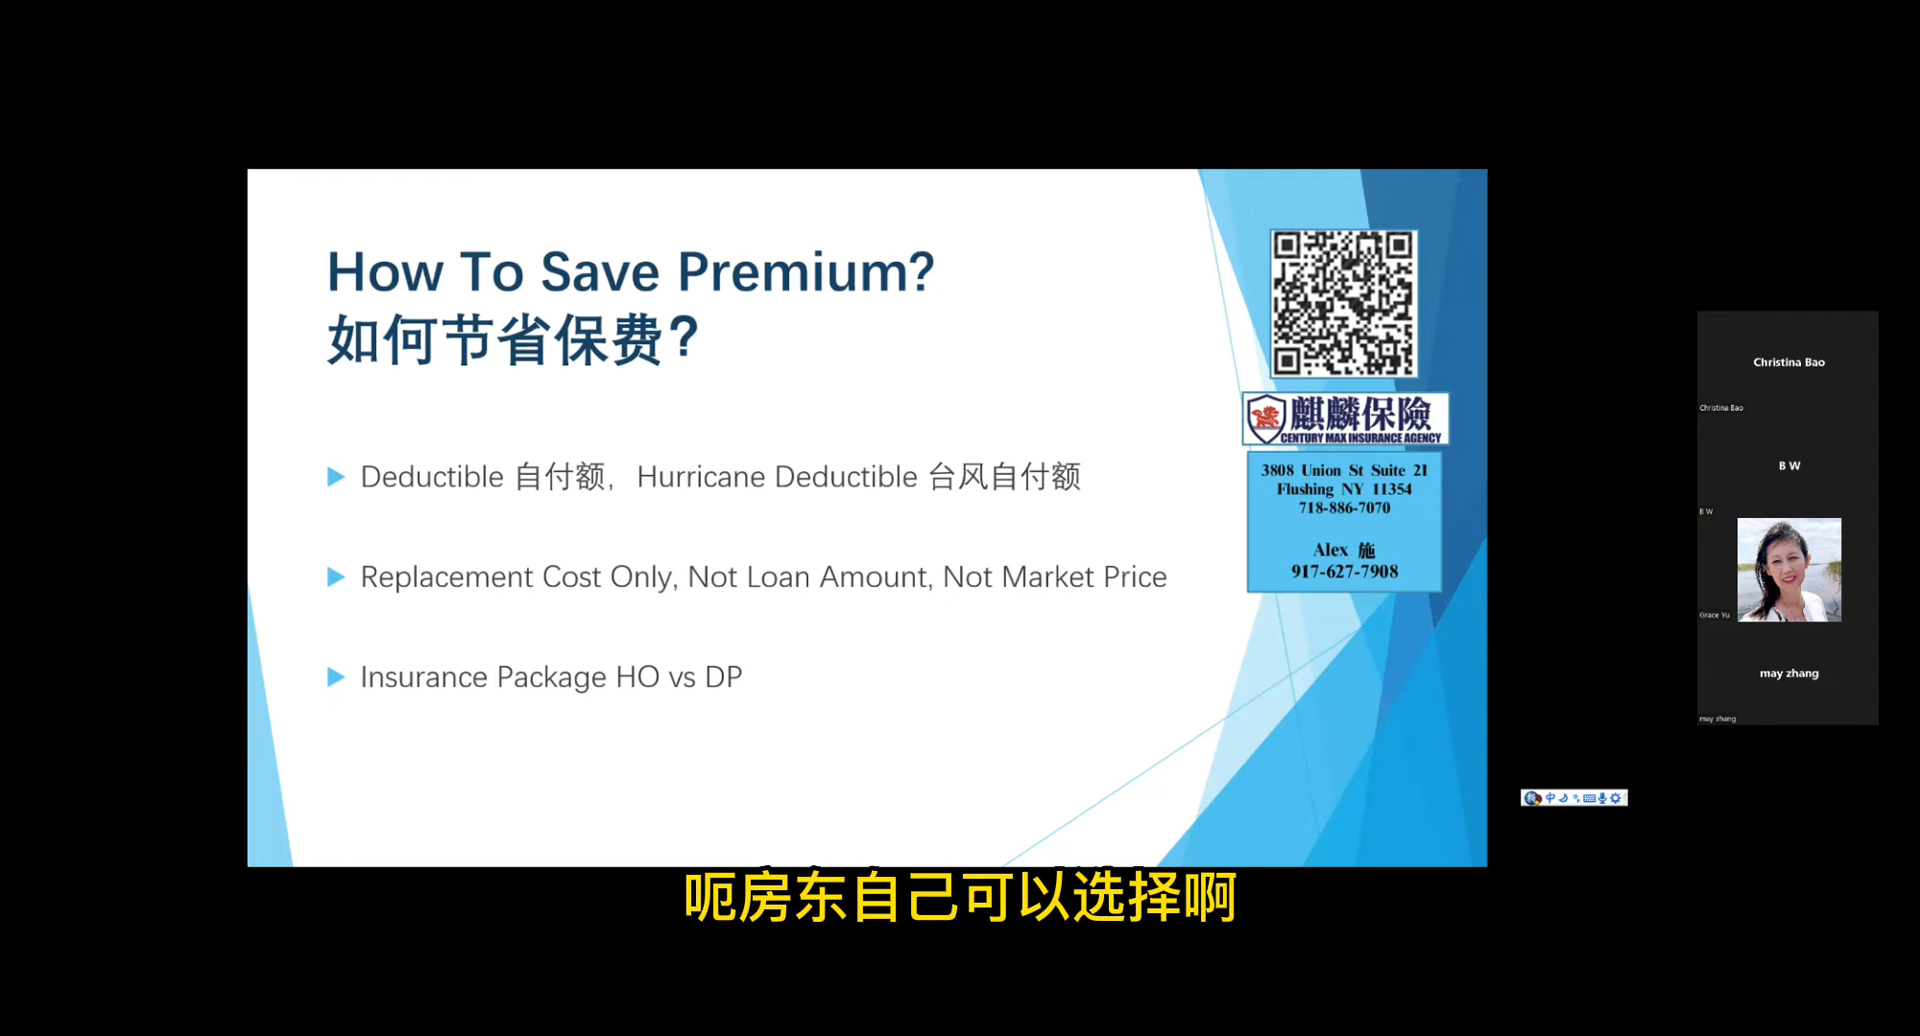 How To Save Premium?
如何节省保费?
Deductible 自付额, Hurricane Deductible 台风自付额
Replacement Cost Only, Not Loan Amount, Not Market Price
Insurance Package HO vs DP
麒麟保險
CENTURY MAX INSURANCE AGENCY
3808 Union St Suite 2I
Flushing NY 11354
718-886-7070
Alex 施
917-627-7908
Christina Bao
Christina Bao
B W
B W
Grace Yu
may zhang
may zhang
中
呃房东自己可以选择啊